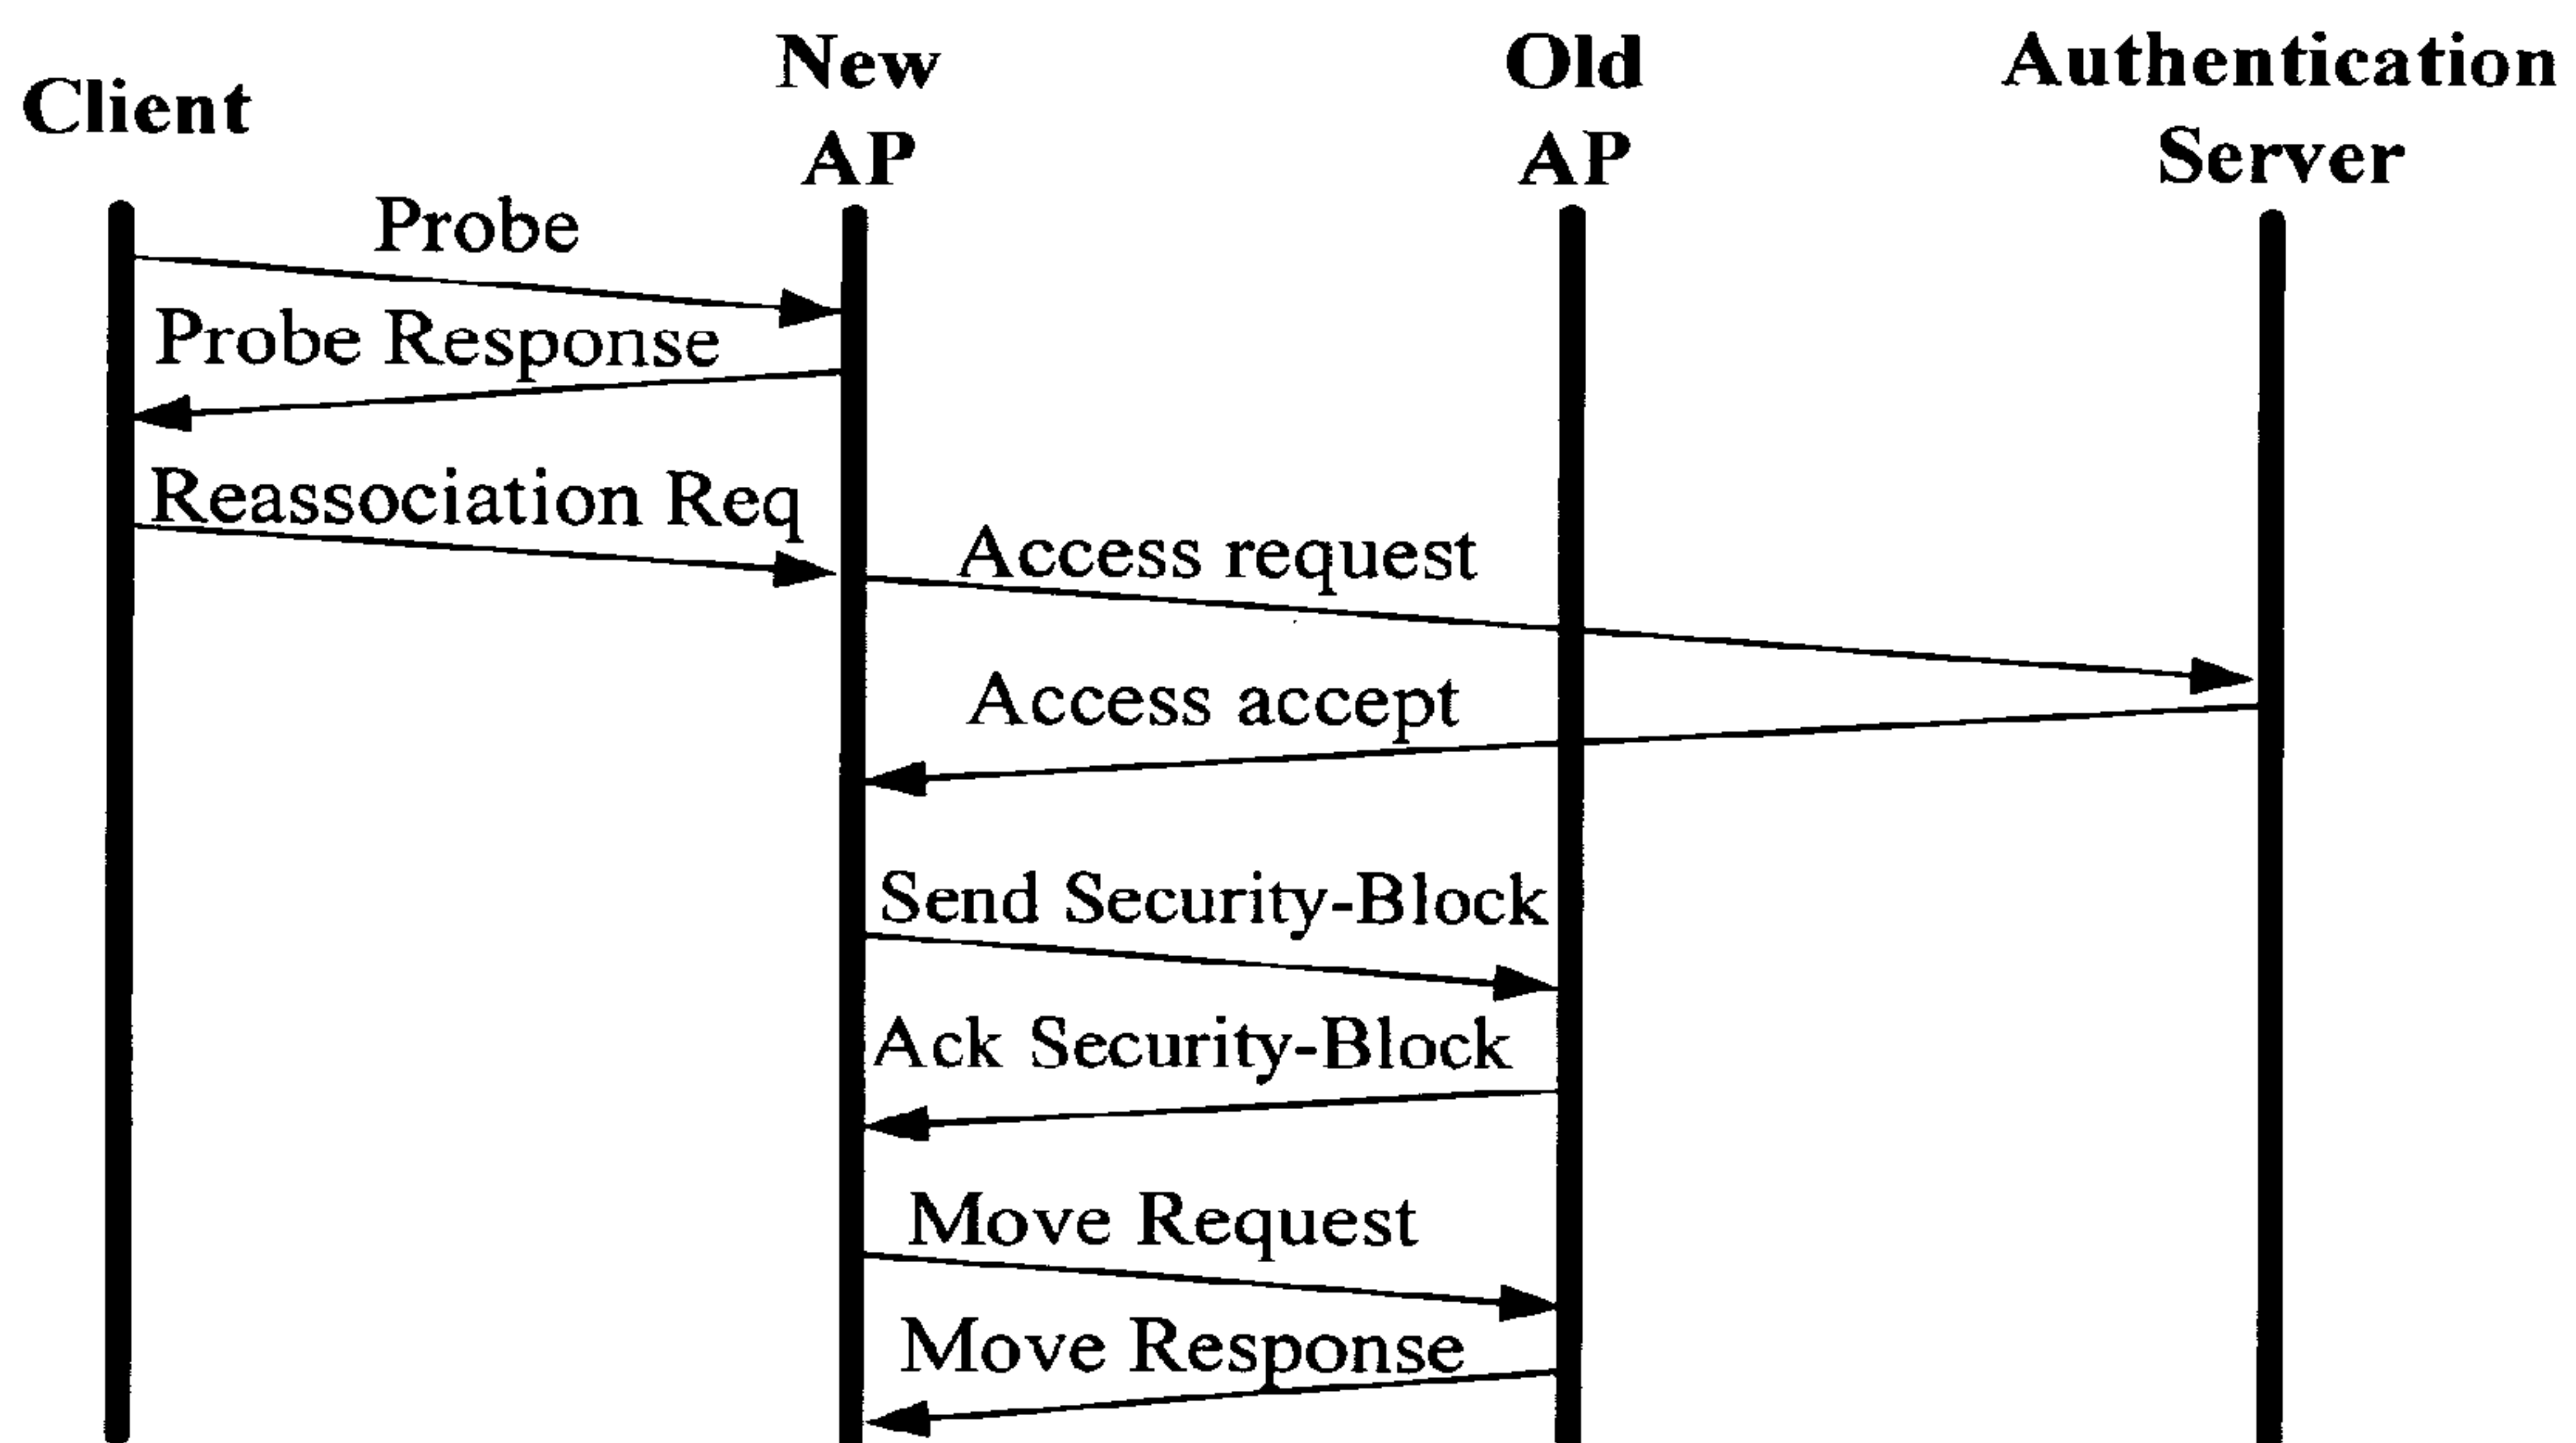 Client
New
AP
Old
AP
Authentication
Server
Probe
Probe Response
Reassociation Req
Access request
Access accept
Send Security-Block
Ack Security-Block
Move Request
Move Response